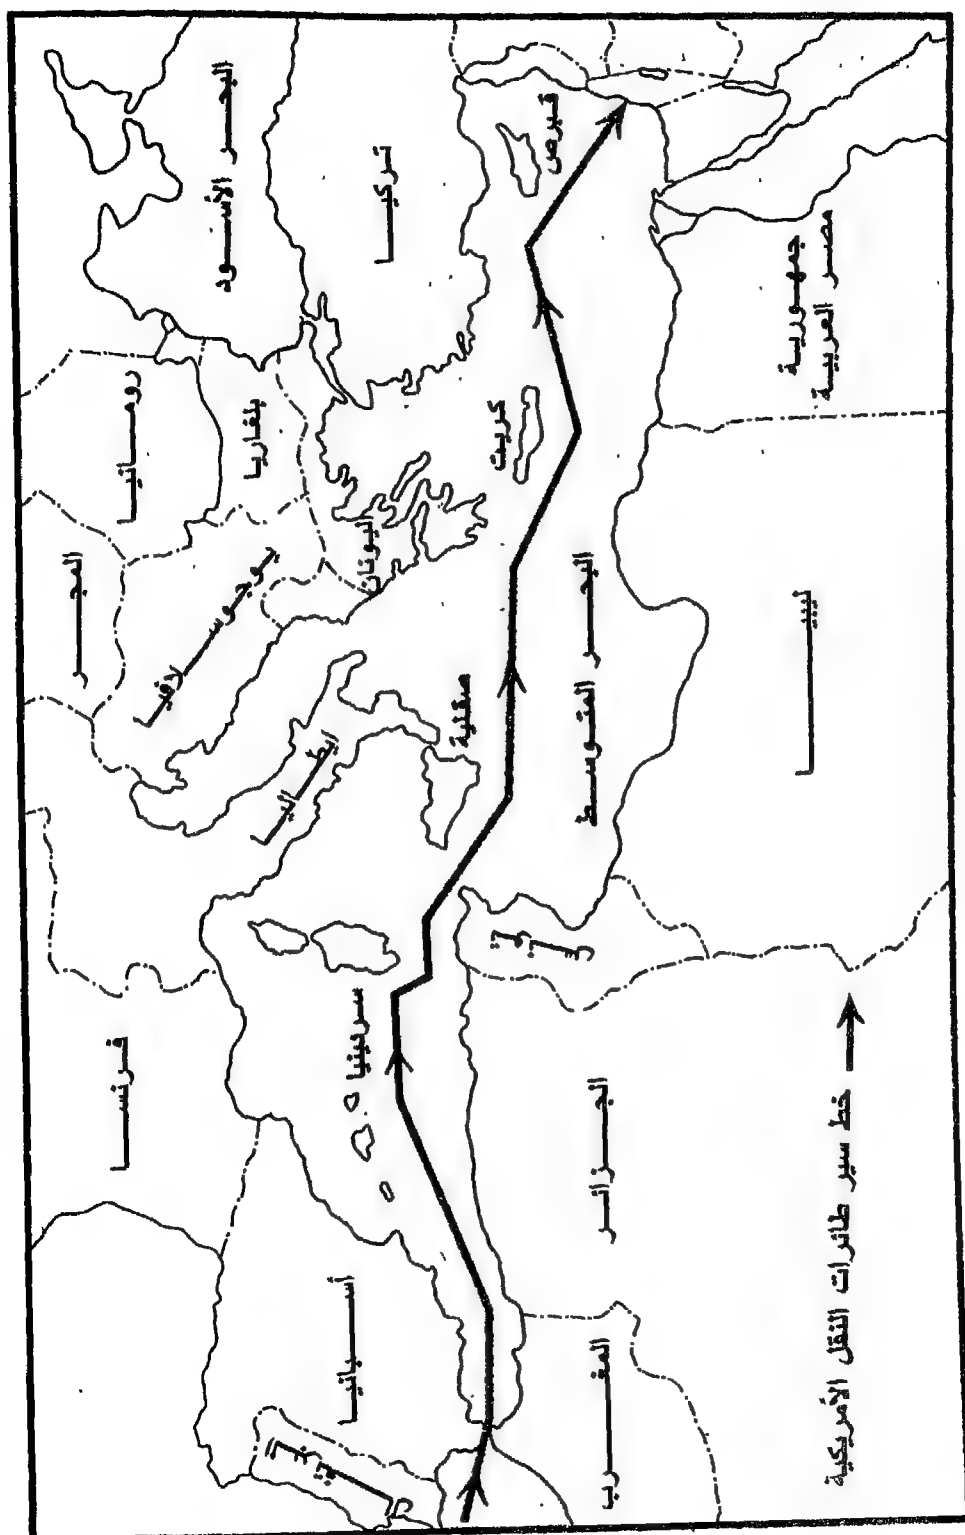 البحر الأسود
تركيا
قبرص
جمهورية
مصر العربية
رومانيا
بلغاريا
كريت
المجر
يوجوسلافيا
اليونان
البحر المتوسط
ليبيا
إيطاليا
صقلية
فرنسا
سردينيا
تونس
الجزائر
أسبانيا
المغرب
خط سير طائرات النقل الأمريكية